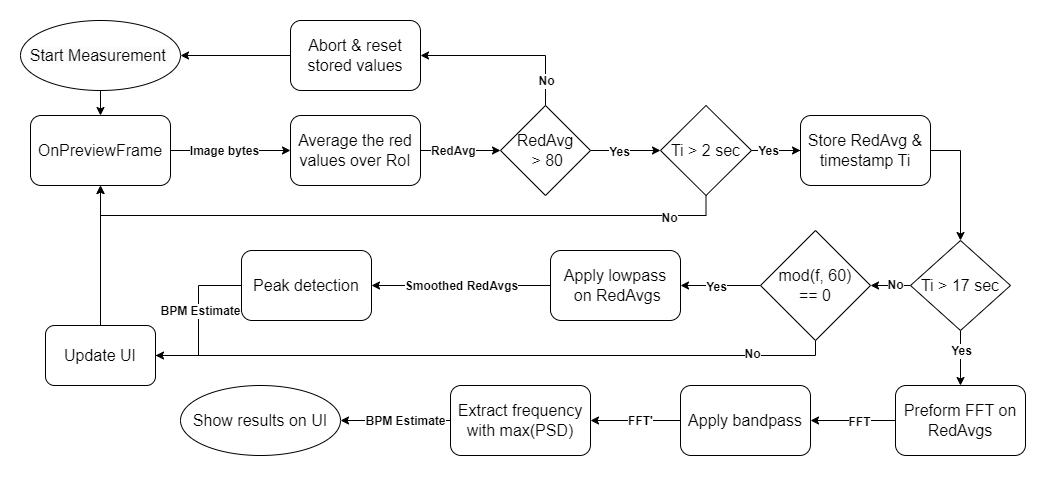 Start Measurement
Abort & reset
stored values
No
OnPreviewFrame
Image bytes
Average the red
values over RoI
RedAvg
RedAvg
> 80
Yes
Ti > 2 sec
Yes
Store RedAvg &
timestamp Ti
No
Peak detection
Smoothed RedAvgs
Apply lowpass
on RedAvgs
Yes
mod(f, 60)
== 0
No
Ti > 17 sec
BPM Estimate
Update UI
No
Yes
Show results on UI
BPM Estimate
Extract frequency
with max(PSD)
FFT'
Apply bandpass
FFT
Preform FFT on
RedAvgs